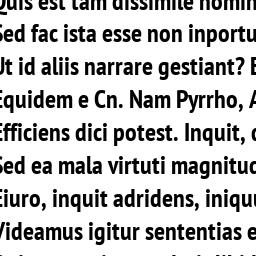 Quis est tam dissimile homin
Sed fac ista esse non inportu
Ut id aliis narrare gestiant?
Equidem e Cn. Nam Pyrrho,
Efficiens dici potest. Inquit,
Sed ea mala virtuti magnitud
Eiuro, inquit adridens, iniqu
Videamus igitur sententias e